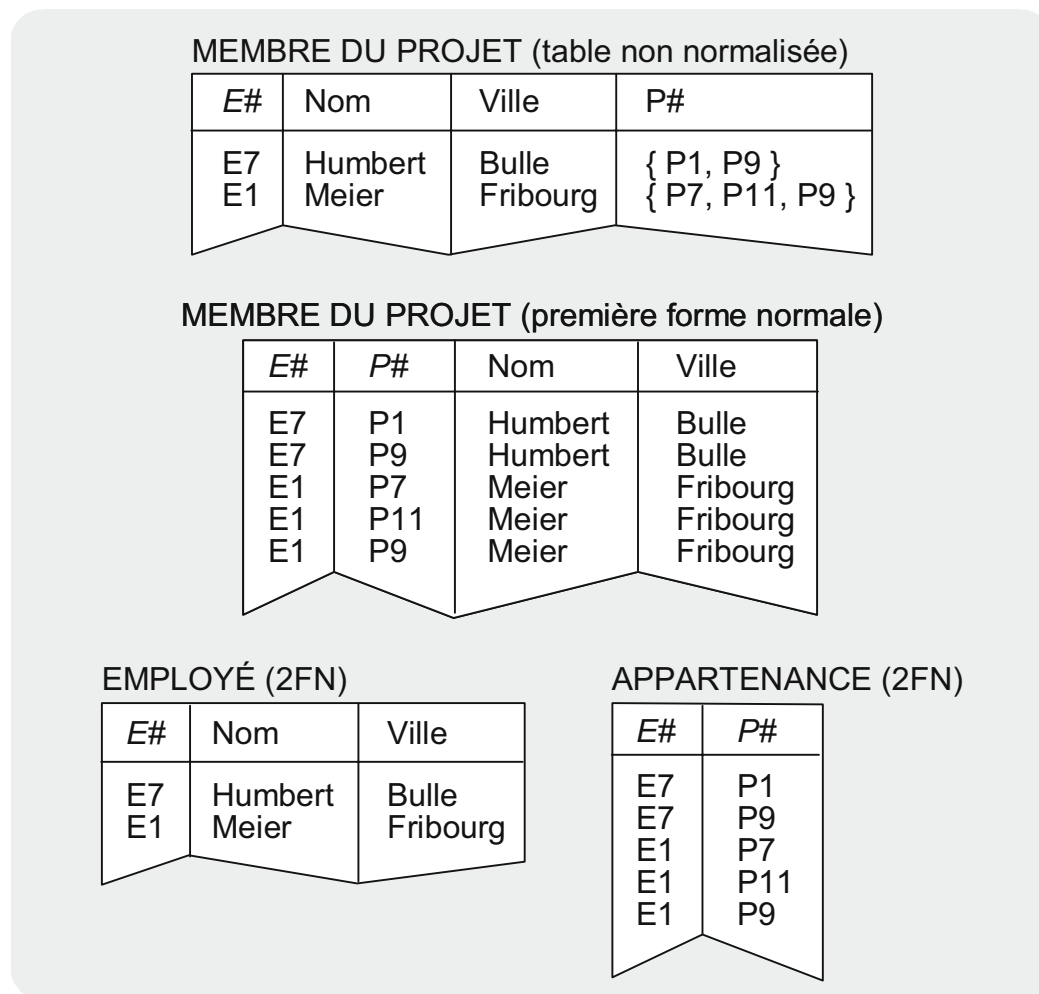 MEMBRE DU PROJET (table non normalisée)
E# Nom Ville P#
E7 Humbert Bulle { P1, P9 }
E1 Meier Fribourg { P7, P11, P9 }
MEMBRE DU PROJET (première forme normale)
E# P# Nom Ville
E7 P1 Humbert Bulle
E7 P9 Humbert Bulle
E1 P7 Meier Fribourg
E1 P11 Meier Fribourg
E1 P9 Meier Fribourg
EMPLOYÉ (2FN)
E# Nom Ville
E7 Humbert Bulle
E1 Meier Fribourg
APPARTENANCE (2FN)
E# P#
E7 P1
E7 P9
E1 P7
E1 P11
E1 P9